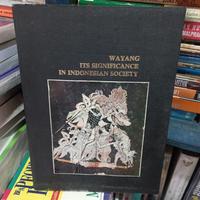 WAYANG
ITS SIGNIFICANCE
IN INDONESIAN SOCIETY